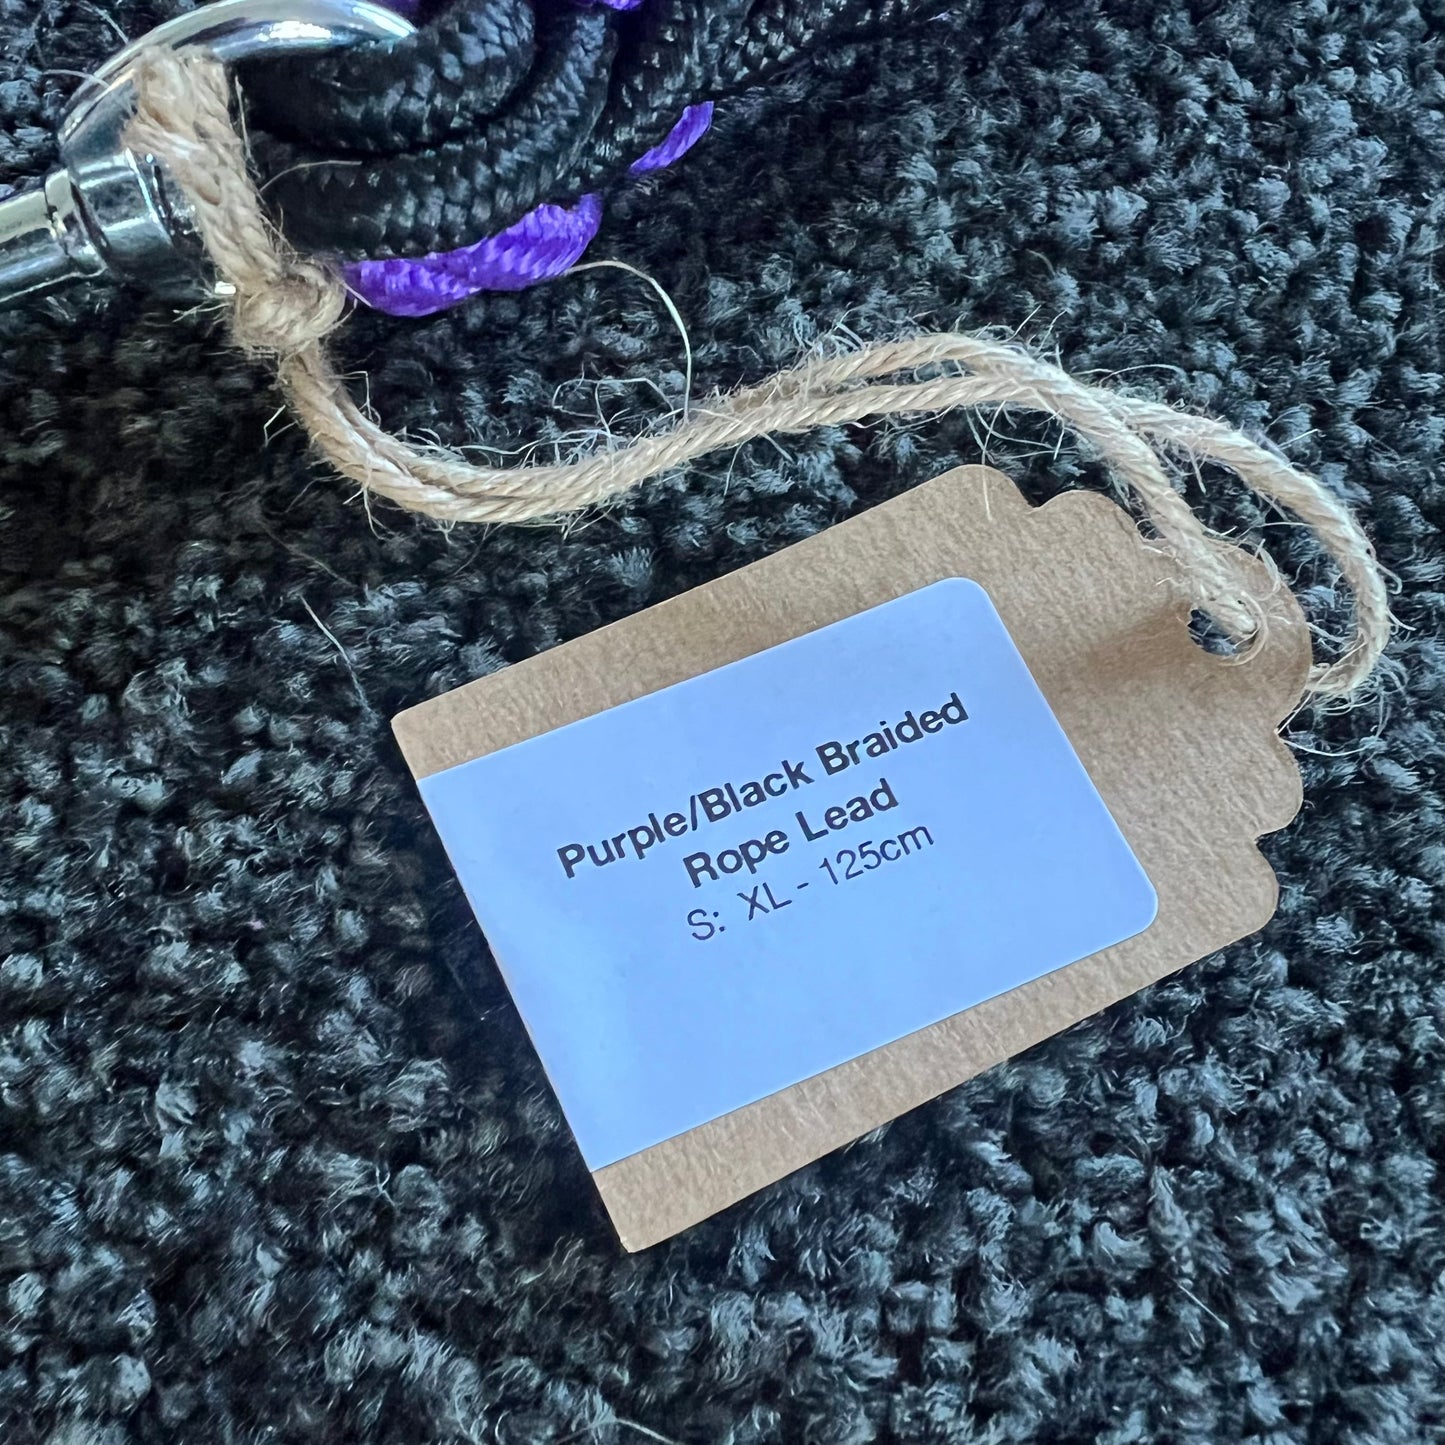 Purple/Black Braided
Rope Lead
S: XL - 125cm